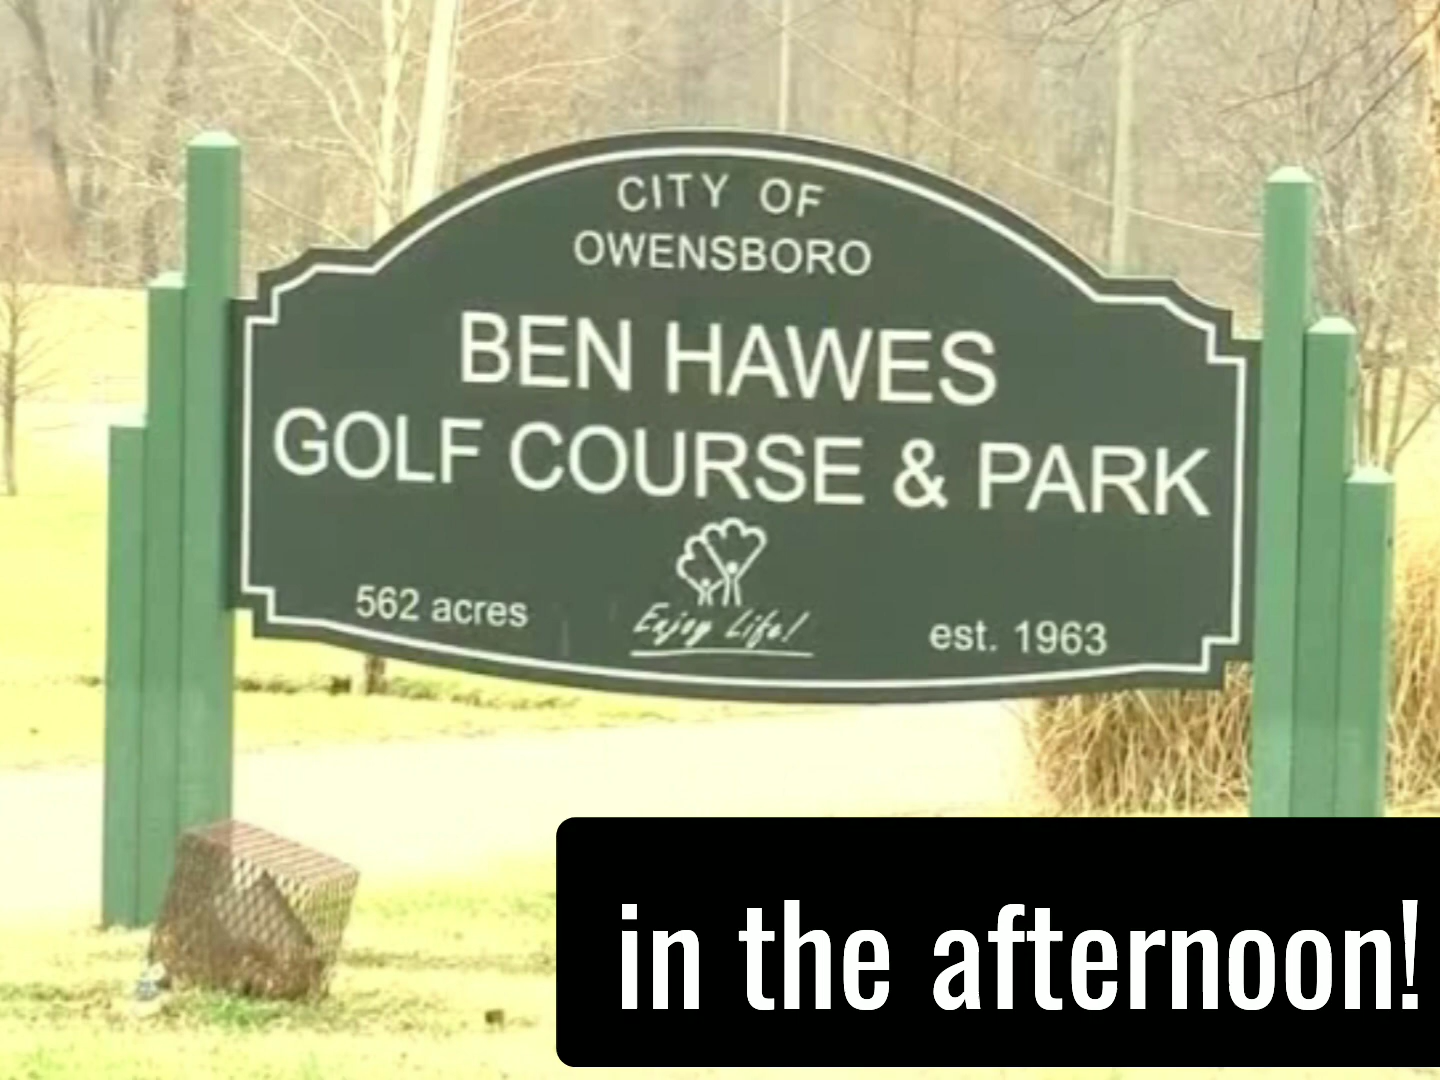 CITY OF
OWENSBORO
BEN HAWES
GOLF COURSE & PARK
562 acres
Enjoy Life!
est. 1963
in the afternoon!